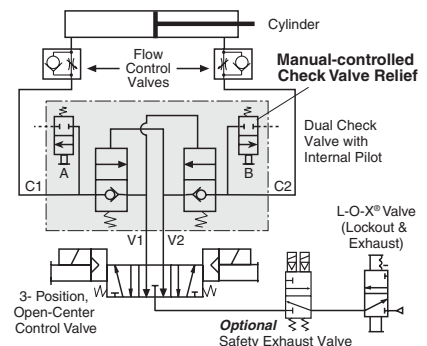 Cylinder
Flow
Control
Valves
Manual-controlled
Check Valve Relief
Dual Check
Valve with
Internal Pilot
A
B
C1
C2
V1
V2
L-O-X® Valve
(Lockout &
Exhaust)
3- Position,
Open-Center
Control Valve
Optional
Safety Exhaust Valve